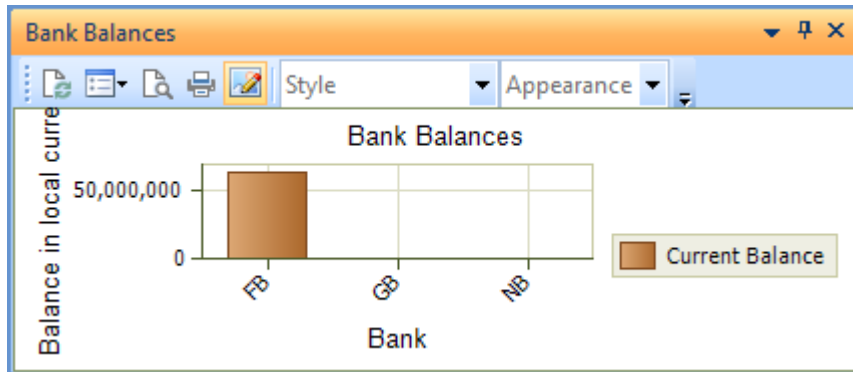 Bank Balances
Style
Appearance
Bank Balances
Balance in local curre
50,000,000
0
FB
GB
NB
Bank
Current Balance